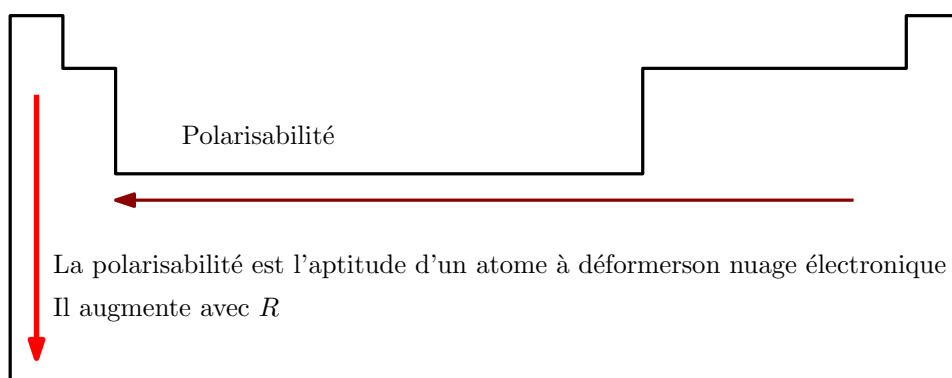 Polarisabilité
La polarisabilité est l'aptitude d'un atome à déformerson nuage électronique
Il augmente avec R